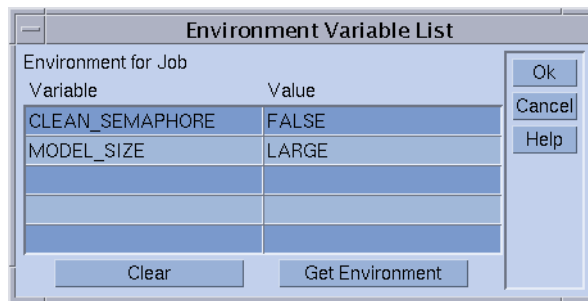 Environment Variable List
Environment for Job
Variable Value
CLEAN_SEMAPHORE FALSE
MODEL_SIZE LARGE
Clear Get Environment
Ok
Cancel
Help